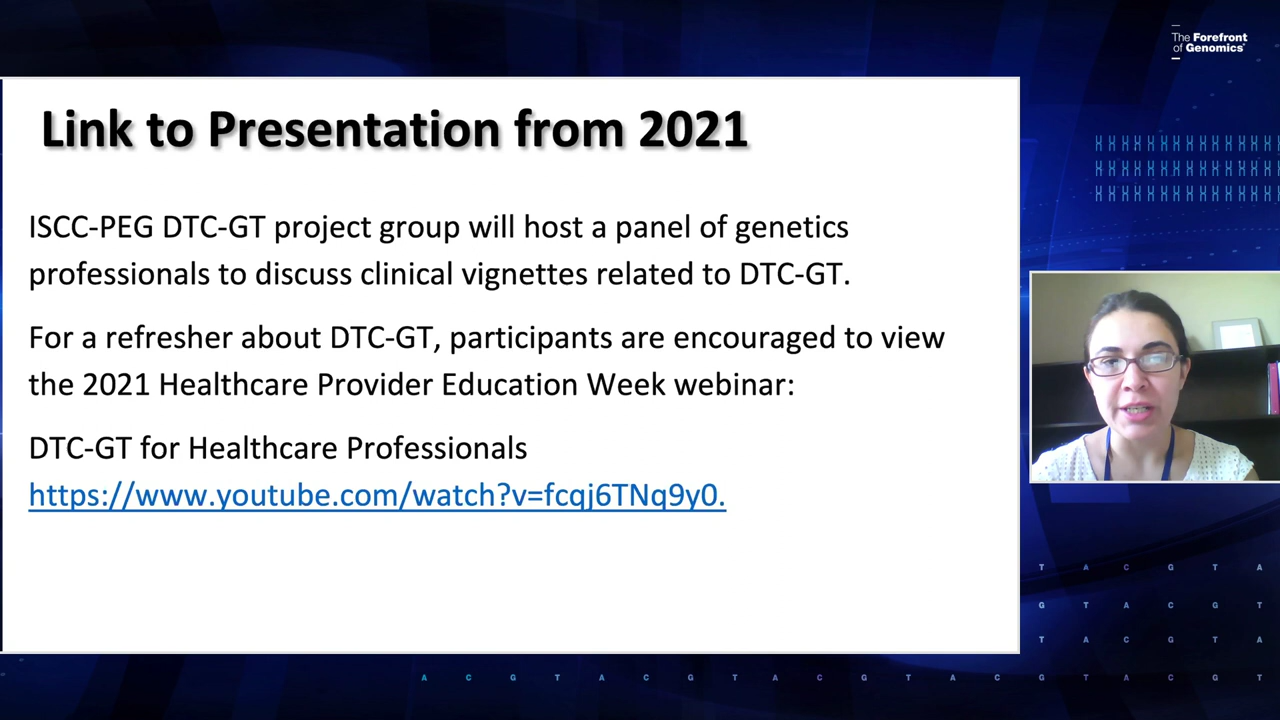 The Forefront
of Genomics®
Link to Presentation from 2021
ISCC-PEG DTC-GT project group will host a panel of genetics
professionals to discuss clinical vignettes related to DTC-GT.
For a refresher about DTC-GT, participants are encouraged to view
the 2021 Healthcare Provider Education Week webinar:
DTC-GT for Healthcare Professionals
https://www.youtube.com/watch?v=fcqj6TNq9y0.
T A C G T A
G T A C G T
T A C G T A
A C G T A C G T A C G T A C G T A C G T